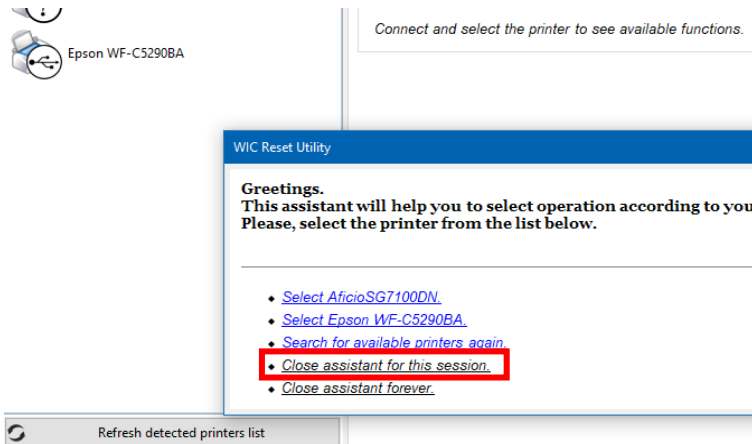 Connect and select the printer to see available functions.
Epson WF-C5290BA
WIC Reset Utility
Greetings.
This assistant will help you to select operation according to you
Please, select the printer from the list below.
Select AficioSG7100DN.
Select Epson WF-C5290BA.
Search for available printers again.
Close assistant for this session.
Close assistant forever.
Refresh detected printers list